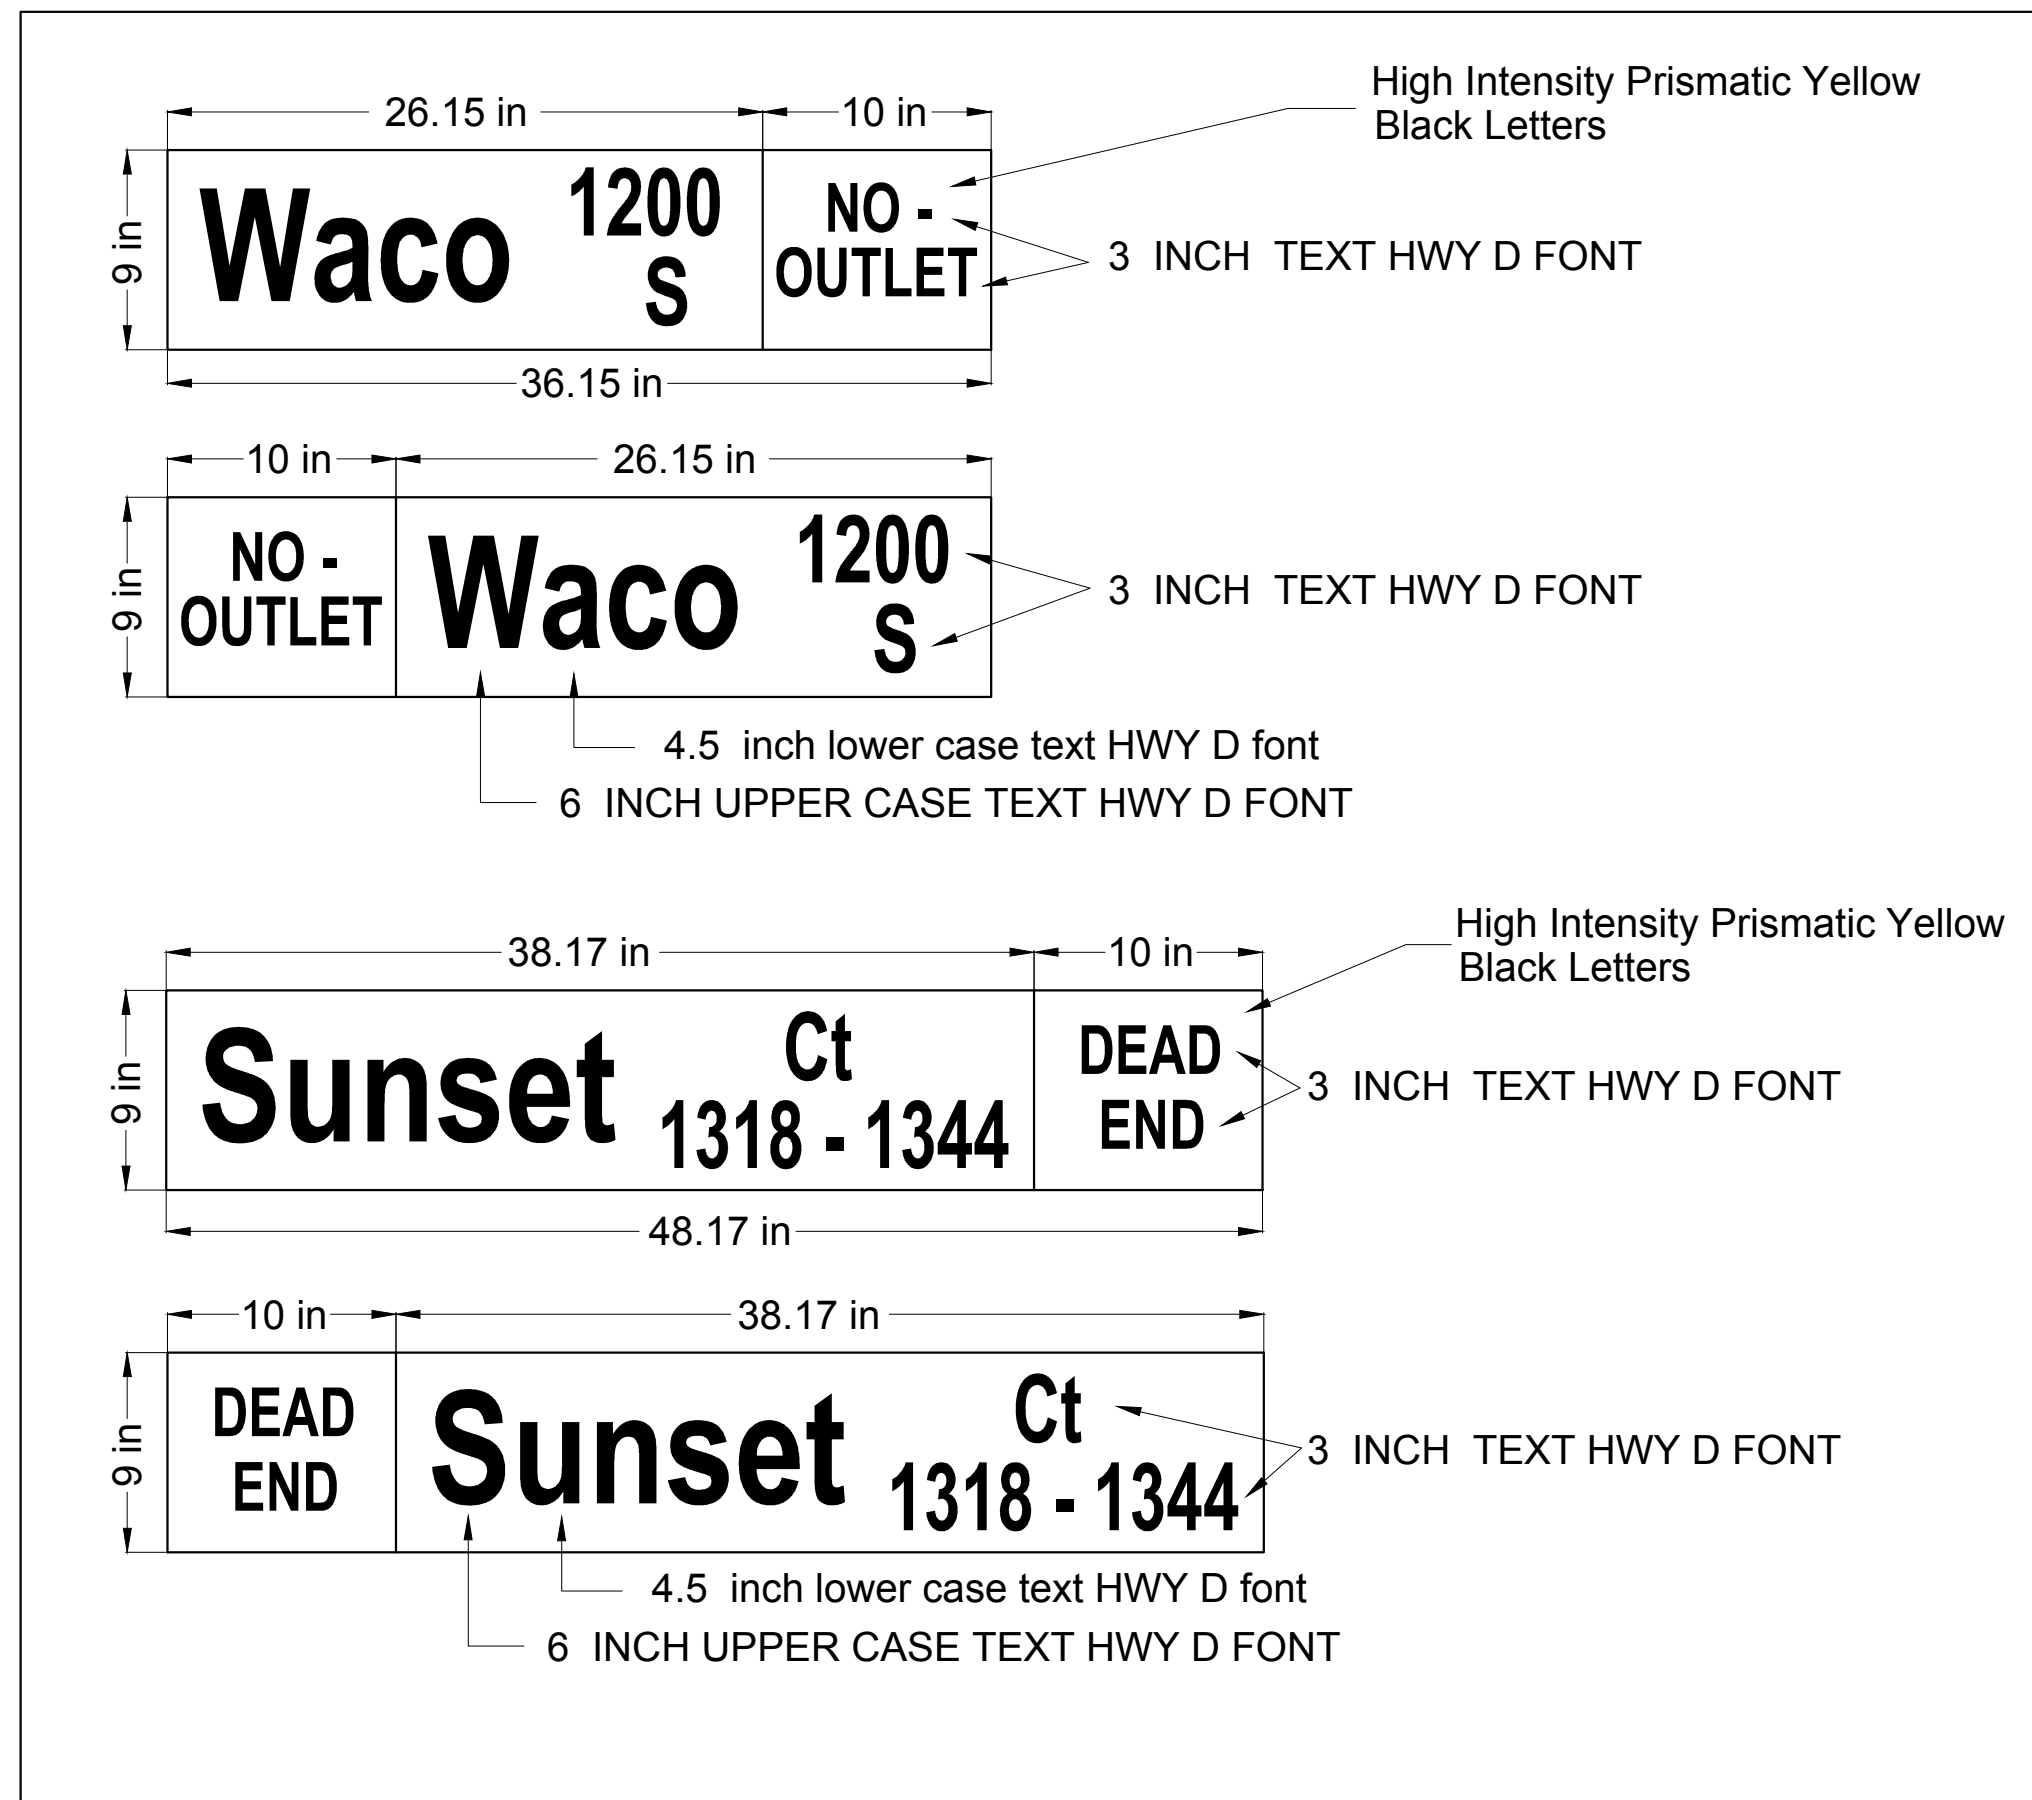 26.15 in 10 in
High Intensity Prismatic Yellow
Black Letters
9 in
Waco 1200
S
NO -
OUTLET
3 INCH TEXT HWY D FONT
36.15 in
10 in 26.15 in
9 in
NO -
OUTLET
Waco 1200
S
3 INCH TEXT HWY D FONT
4.5 inch lower case text HWY D font
6 INCH UPPER CASE TEXT HWY D FONT
38.17 in 10 in
High Intensity Prismatic Yellow
Black Letters
9 in
Sunset Ct
1318 - 1344
DEAD
END
3 INCH TEXT HWY D FONT
48.17 in
10 in 38.17 in
9 in
DEAD
END
Sunset Ct
1318 - 1344
3 INCH TEXT HWY D FONT
4.5 inch lower case text HWY D font
6 INCH UPPER CASE TEXT HWY D FONT